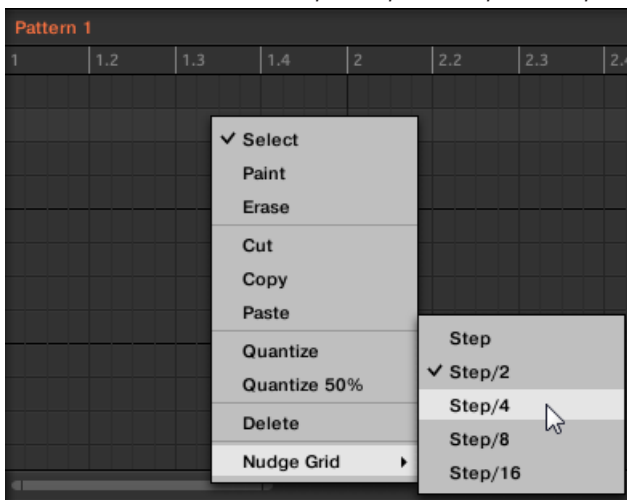 Pattern 1
1 1.2 1.3 1.4 2 2.2 2.3
Select
Paint
Erase
Cut
Copy
Paste
Quantize
Quantize 50%
Delete
Nudge Grid
Step
Step/2
Step/4
Step/8
Step/16